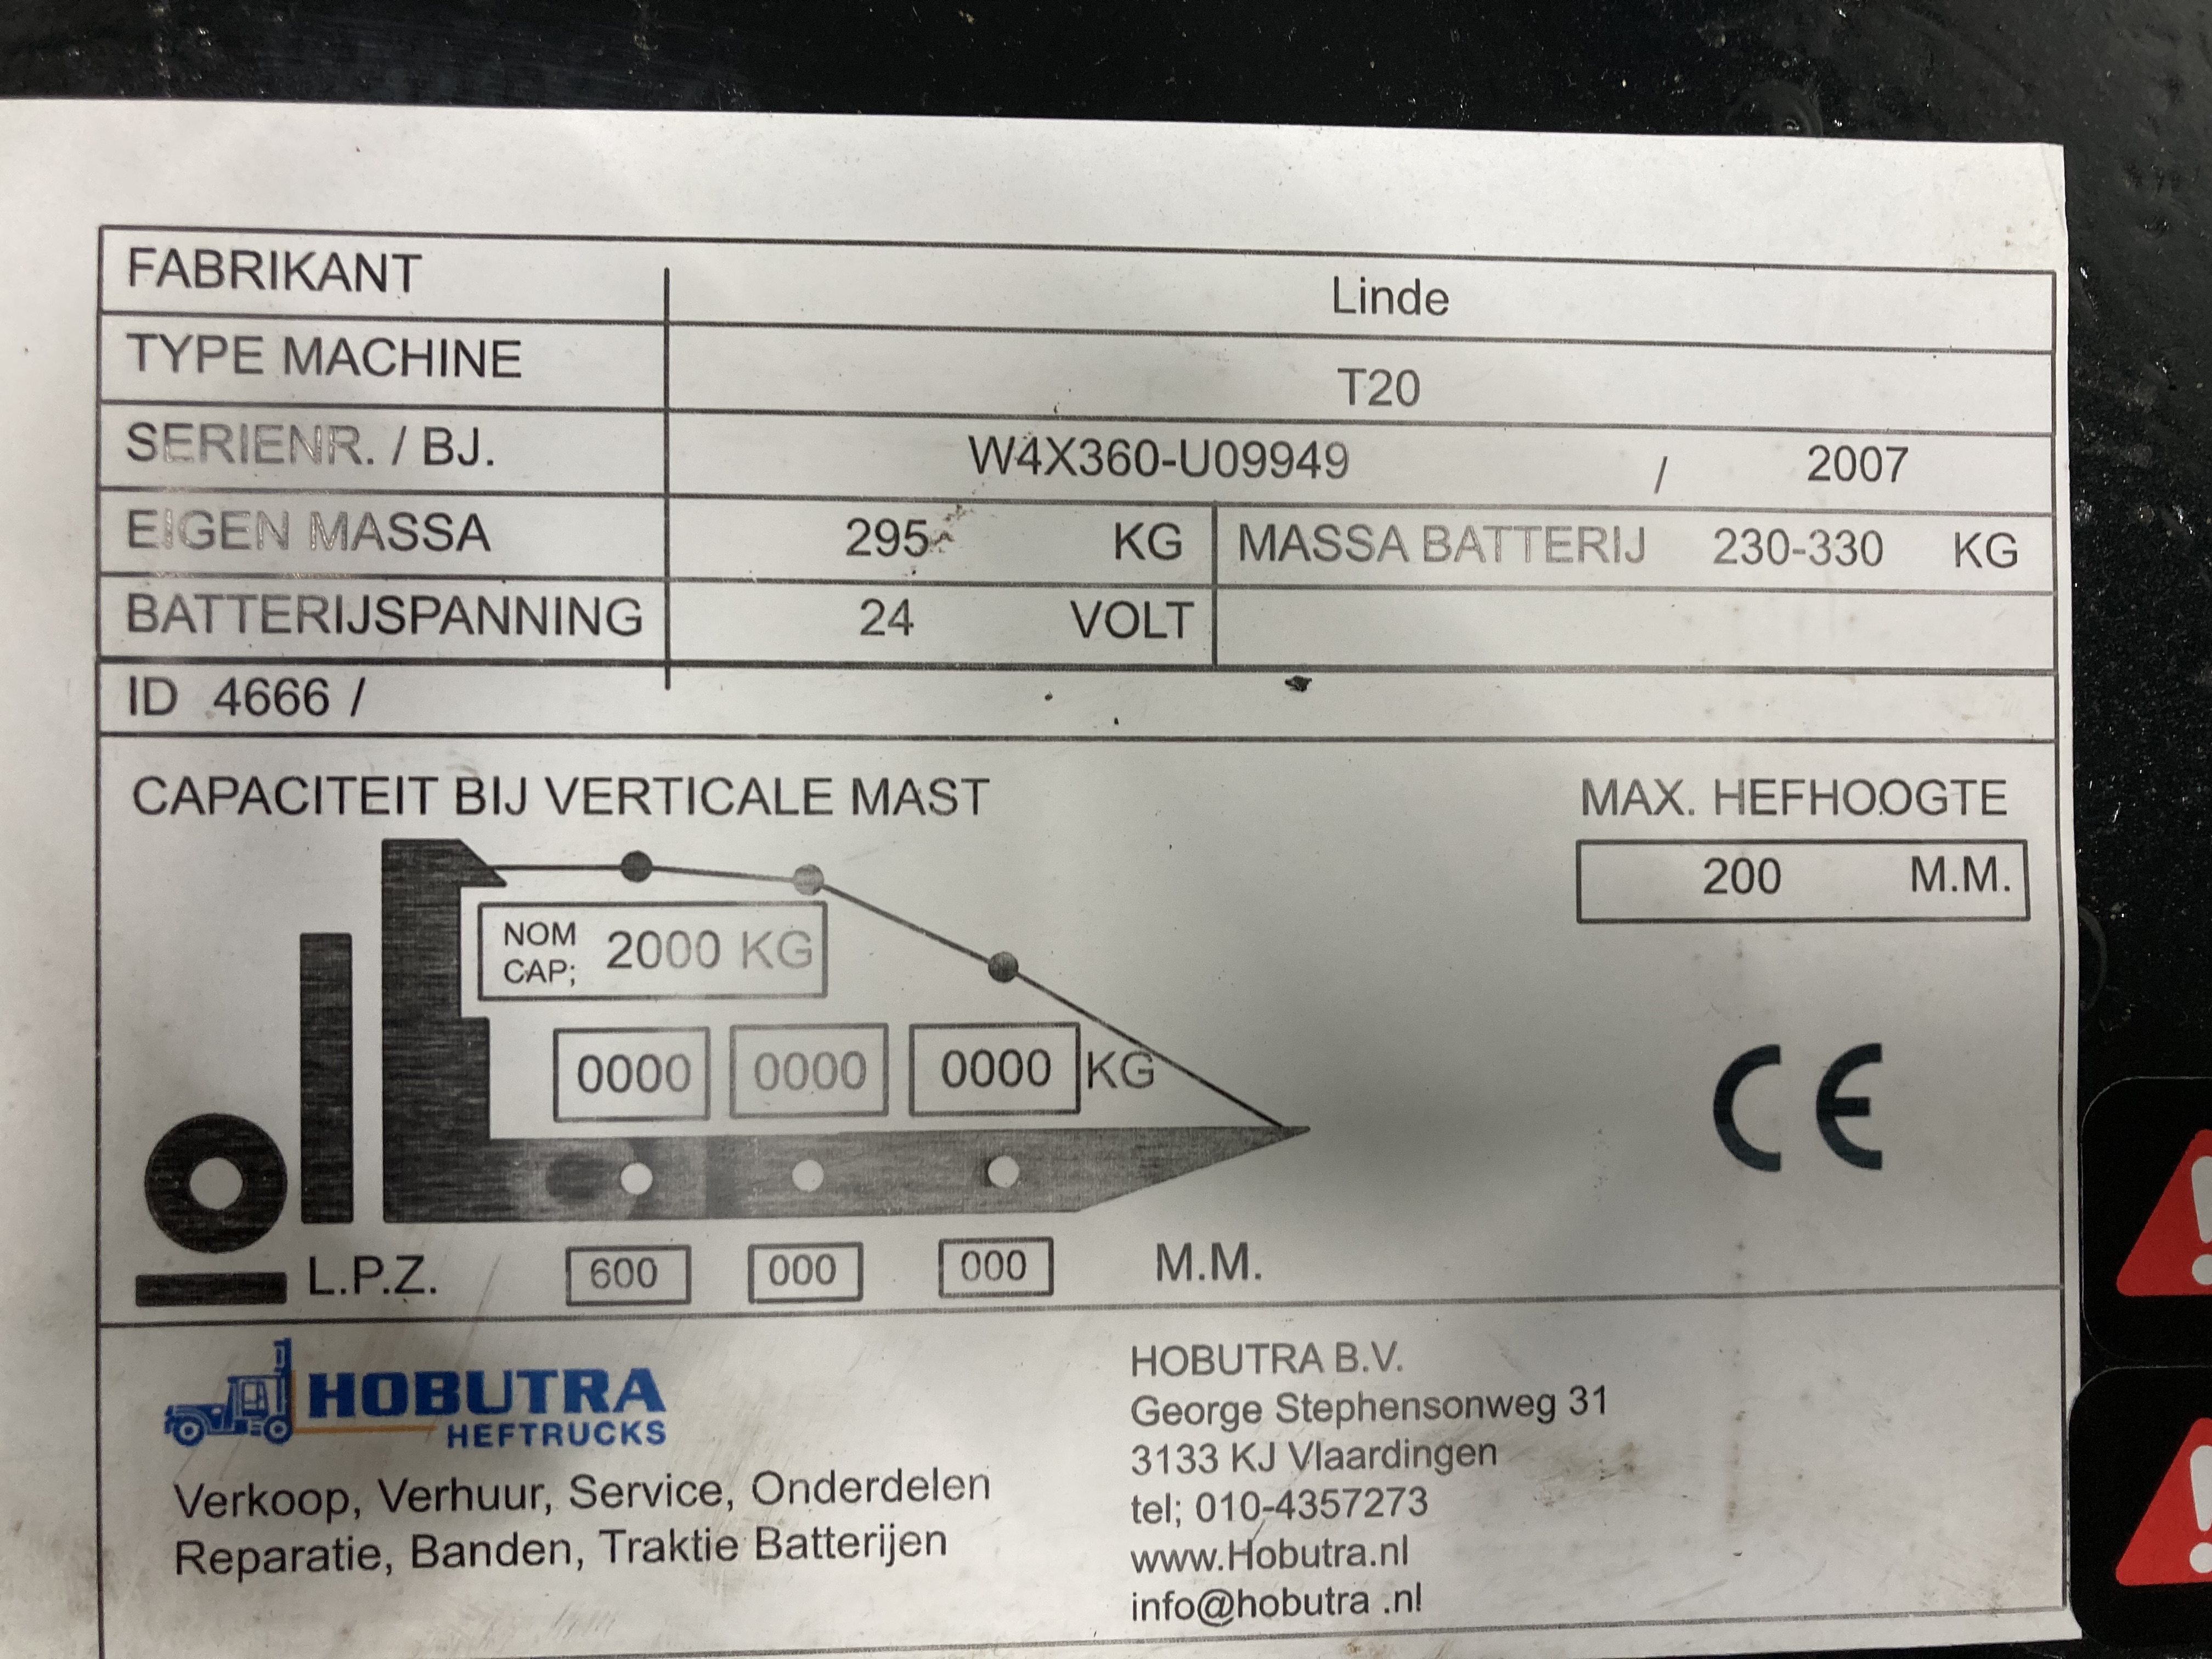 FABRIKANT Linde
TYPE MACHINE T20
SERIENR. / BJ. W4X360-U09949 / 2007
EIGEN MASSA 295 KG MASSA BATTERIJ 230-330 KG
BATTERIJSPANNING 24 VOLT
ID 4666 /
CAPACITEIT BIJ VERTICALE MAST MAX. HEFHOOGTE
200 M.M.
NOM CAP; 2000 KG
0000 0000 0000 KG
CE
L.P.Z. 600 000 000 M.M.
HOBUTRA
HEFTRUCKS
Verkoop, Verhuur, Service, Onderdelen
Reparatie, Banden, Traktie Batterijen
HOBUTRA B.V.
George Stephensonweg 31
3133 KJ Vlaardingen
tel; 010-4357273
www.Hobutra.nl
info@hobutra .nl